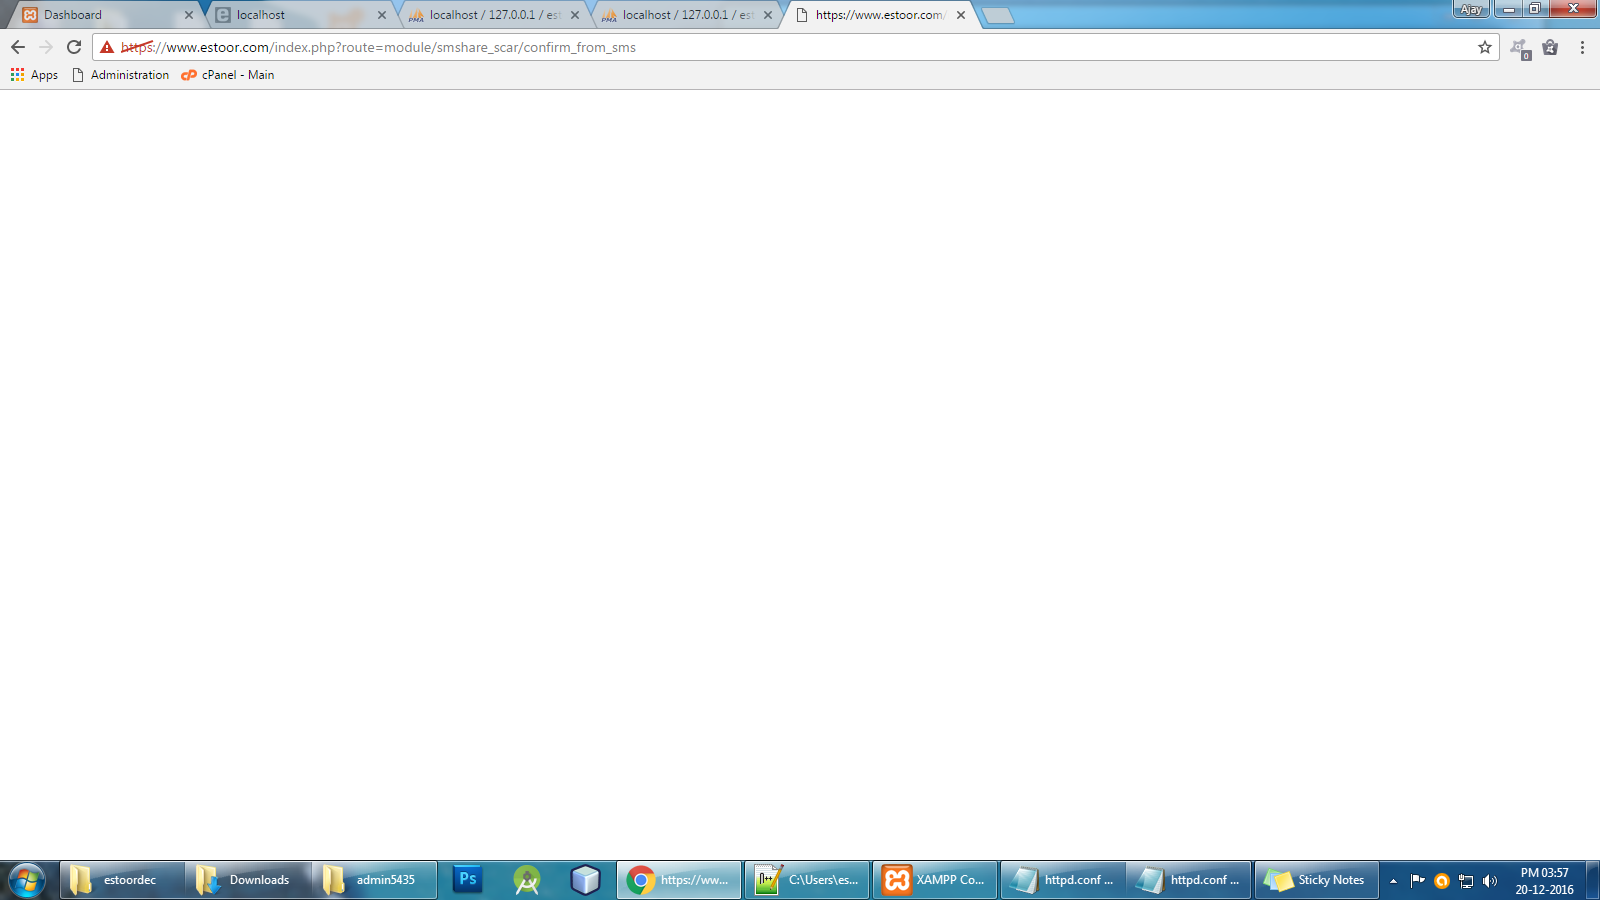 Dashboard
localhost
localhost / 127.0.0.1 / est
localhost / 127.0.0.1 / est
https://www.estoor.com/
Ajay
https://www.estoor.com/index.php?route=module/smshare_scar/confirm_from_sms
0
Apps
Administration
cP
cPanel - Main
estoordec
Downloads
admin5435
Ps
https://ww...
C:\Users\es...
XAMPP Co...
httpd.conf ...
httpd.conf ...
Sticky Notes
PM 03:57
20-12-2016